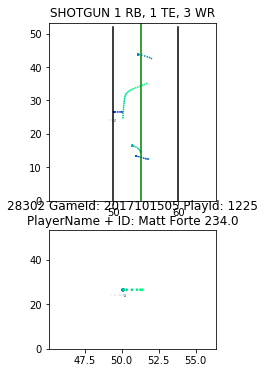 SHOTGUN 1 RB, 1 TE, 3 WR
50
40
30
20
10
0
50 60
28302 GameId: 2017101505 PlayId: 1225
PlayerName + ID: Matt Forte 234.0
40
20
0
47.5 50.0 52.5 55.0